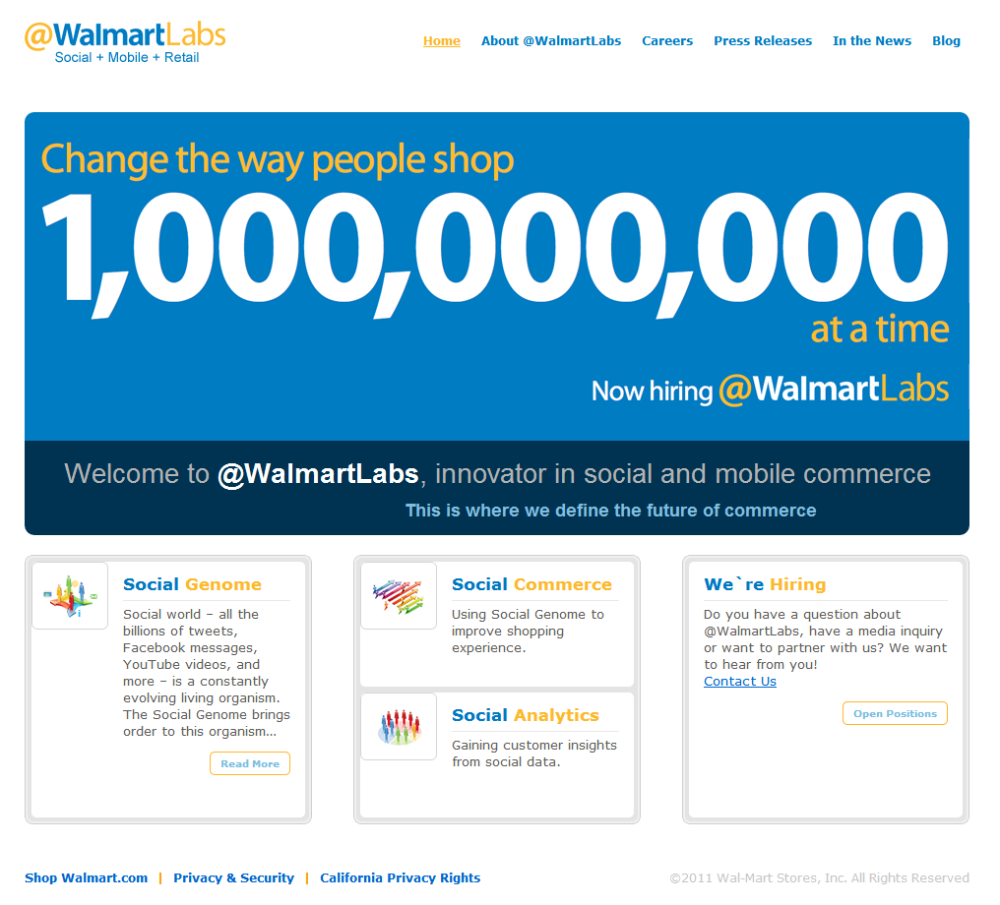 @WalmartLabs
Social + Mobile + Retail
Home About @WalmartLabs Careers Press Releases In the News Blog
Change the way people shop
1,000,000,000
at a time
Now hiring @WalmartLabs
Welcome to @WalmartLabs, innovator in social and mobile commerce
This is where we define the future of commerce
Social Genome
Social world – all the
billions of tweets,
Facebook messages,
YouTube videos, and
more – is a constantly
evolving living organism.
The Social Genome brings
order to this organism...
Read More
Social Commerce
Using Social Genome to
improve shopping
experience.
Social Analytics
Gaining customer insights
from social data.
We`re Hiring
Do you have a question about
@WalmartLabs, have a media inquiry
or want to partner with us? We want
to hear from you!
Contact Us
Open Positions
Shop Walmart.com | Privacy & Security | California Privacy Rights
©2011 Wal-Mart Stores, Inc. All Rights Reserved